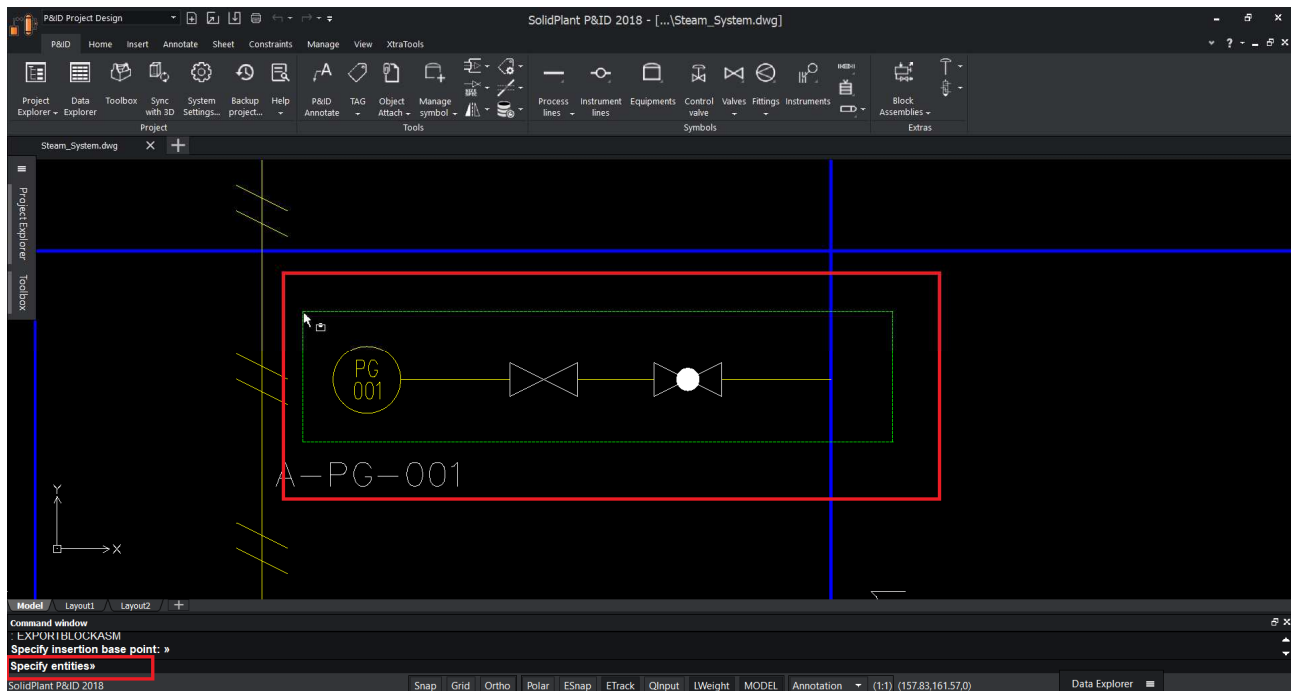 P&ID Project Design
SolidPlant P&ID 2018 - [...\Steam_System.dwg]
P&ID Home Insert Annotate Sheet Constraints Manage View XtraTools
Project Explorer
Data Explorer
Toolbox
Sync with 3D
System Settings...
Backup project...
Help
P&ID Annotate
TAG
Object Attach
Manage symbol
Process lines
Instrument lines
Equipments
Control valve
Valves
Fittings
Instruments
Block Assemblies
Project
Tools
Symbols
Extras
Steam_System.dwg
Project Explorer
Toolbox
PG
001
A-PG-001
Y
X
Model Layout1 Layout2
Command window
: EXPORTBLOCKASM
Specify insertion base point: »
Specify entities»
SolidPlant P&ID 2018
Snap Grid Ortho Polar ESnap ETrack QInput LWeight MODEL Annotation (1:1) (157.83,161.57,0)
Data Explorer